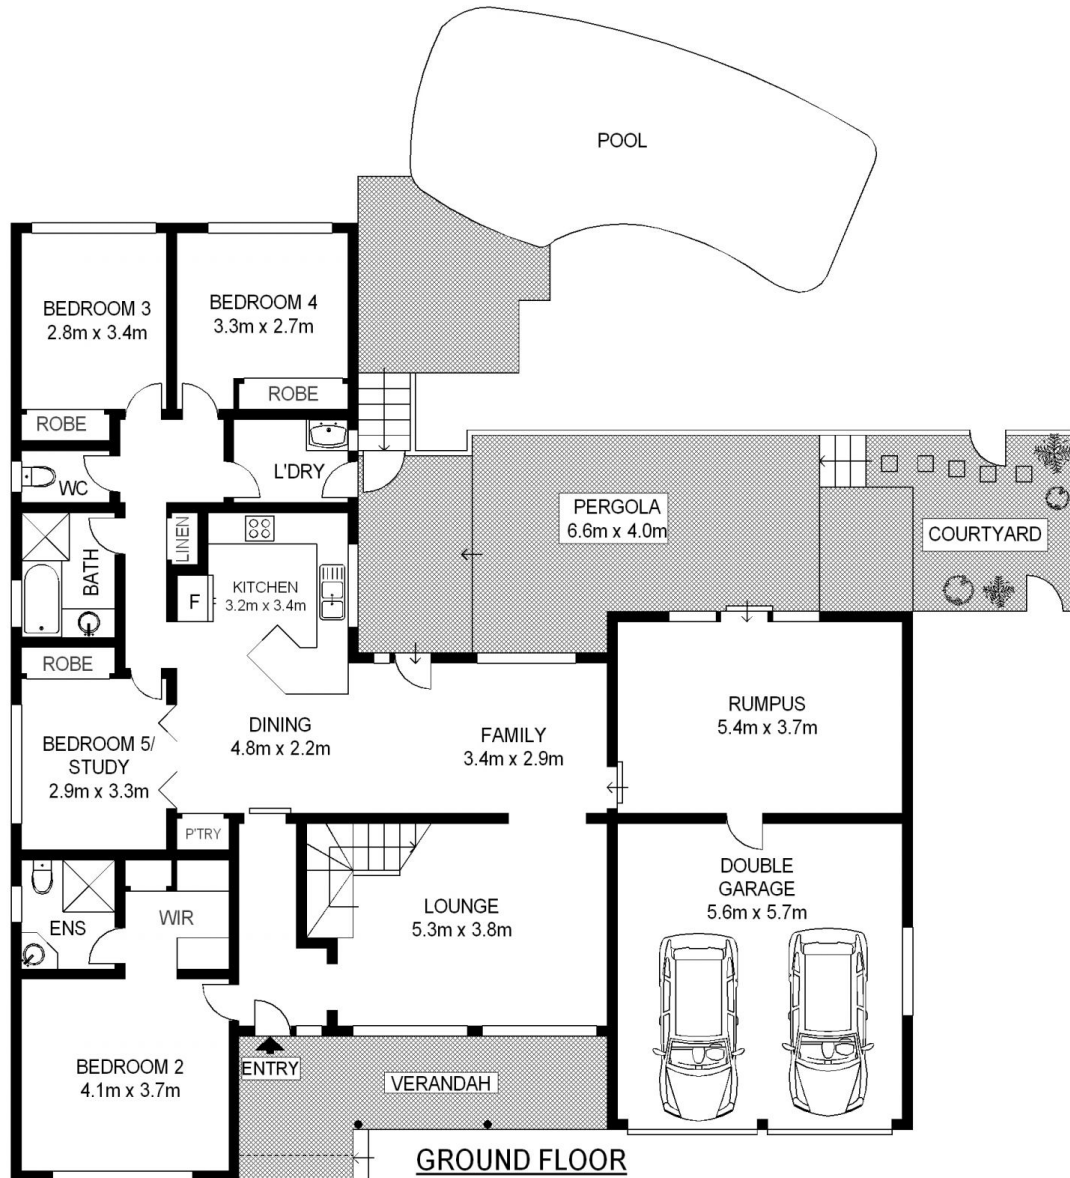 POOL
BEDROOM 3
2.8m x 3.4m
BEDROOM 4
3.3m x 2.7m
ROBE
ROBE
WC
L'DRY
LINEN
BATH
KITCHEN
3.2m x 3.4m
F
PERGOLA
6.6m x 4.0m
COURTYARD
ROBE
BEDROOM 5/
STUDY
2.9m x 3.3m
DINING
4.8m x 2.2m
FAMILY
3.4m x 2.9m
RUMPUS
5.4m x 3.7m
P'TRY
ENS
WIR
LOUNGE
5.3m x 3.8m
DOUBLE
GARAGE
5.6m x 5.7m
BEDROOM 2
4.1m x 3.7m
ENTRY
VERANDAH
GROUND FLOOR